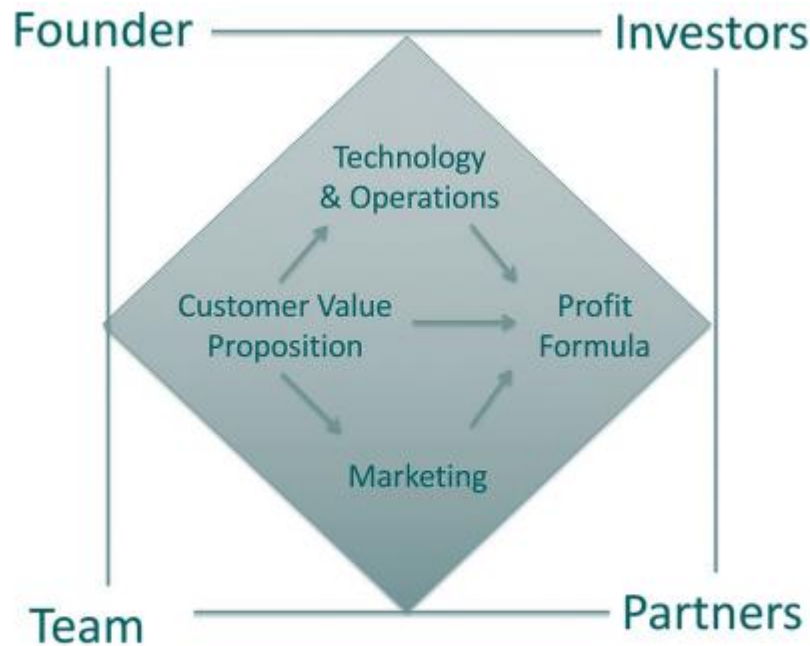 Founder
Investors
Technology
& Operations
Customer Value
Proposition
Profit
Formula
Marketing
Team
Partners